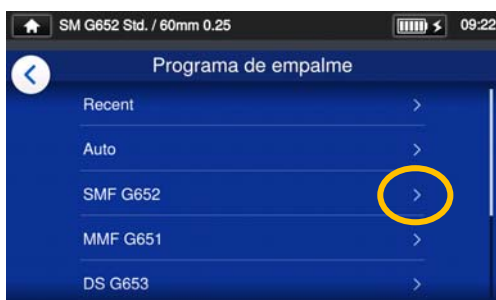 SM G652 Std. / 60mm 0.25 09:22
Programa de empalme
Recent
Auto
SMF G652
MMF G651
DS G653